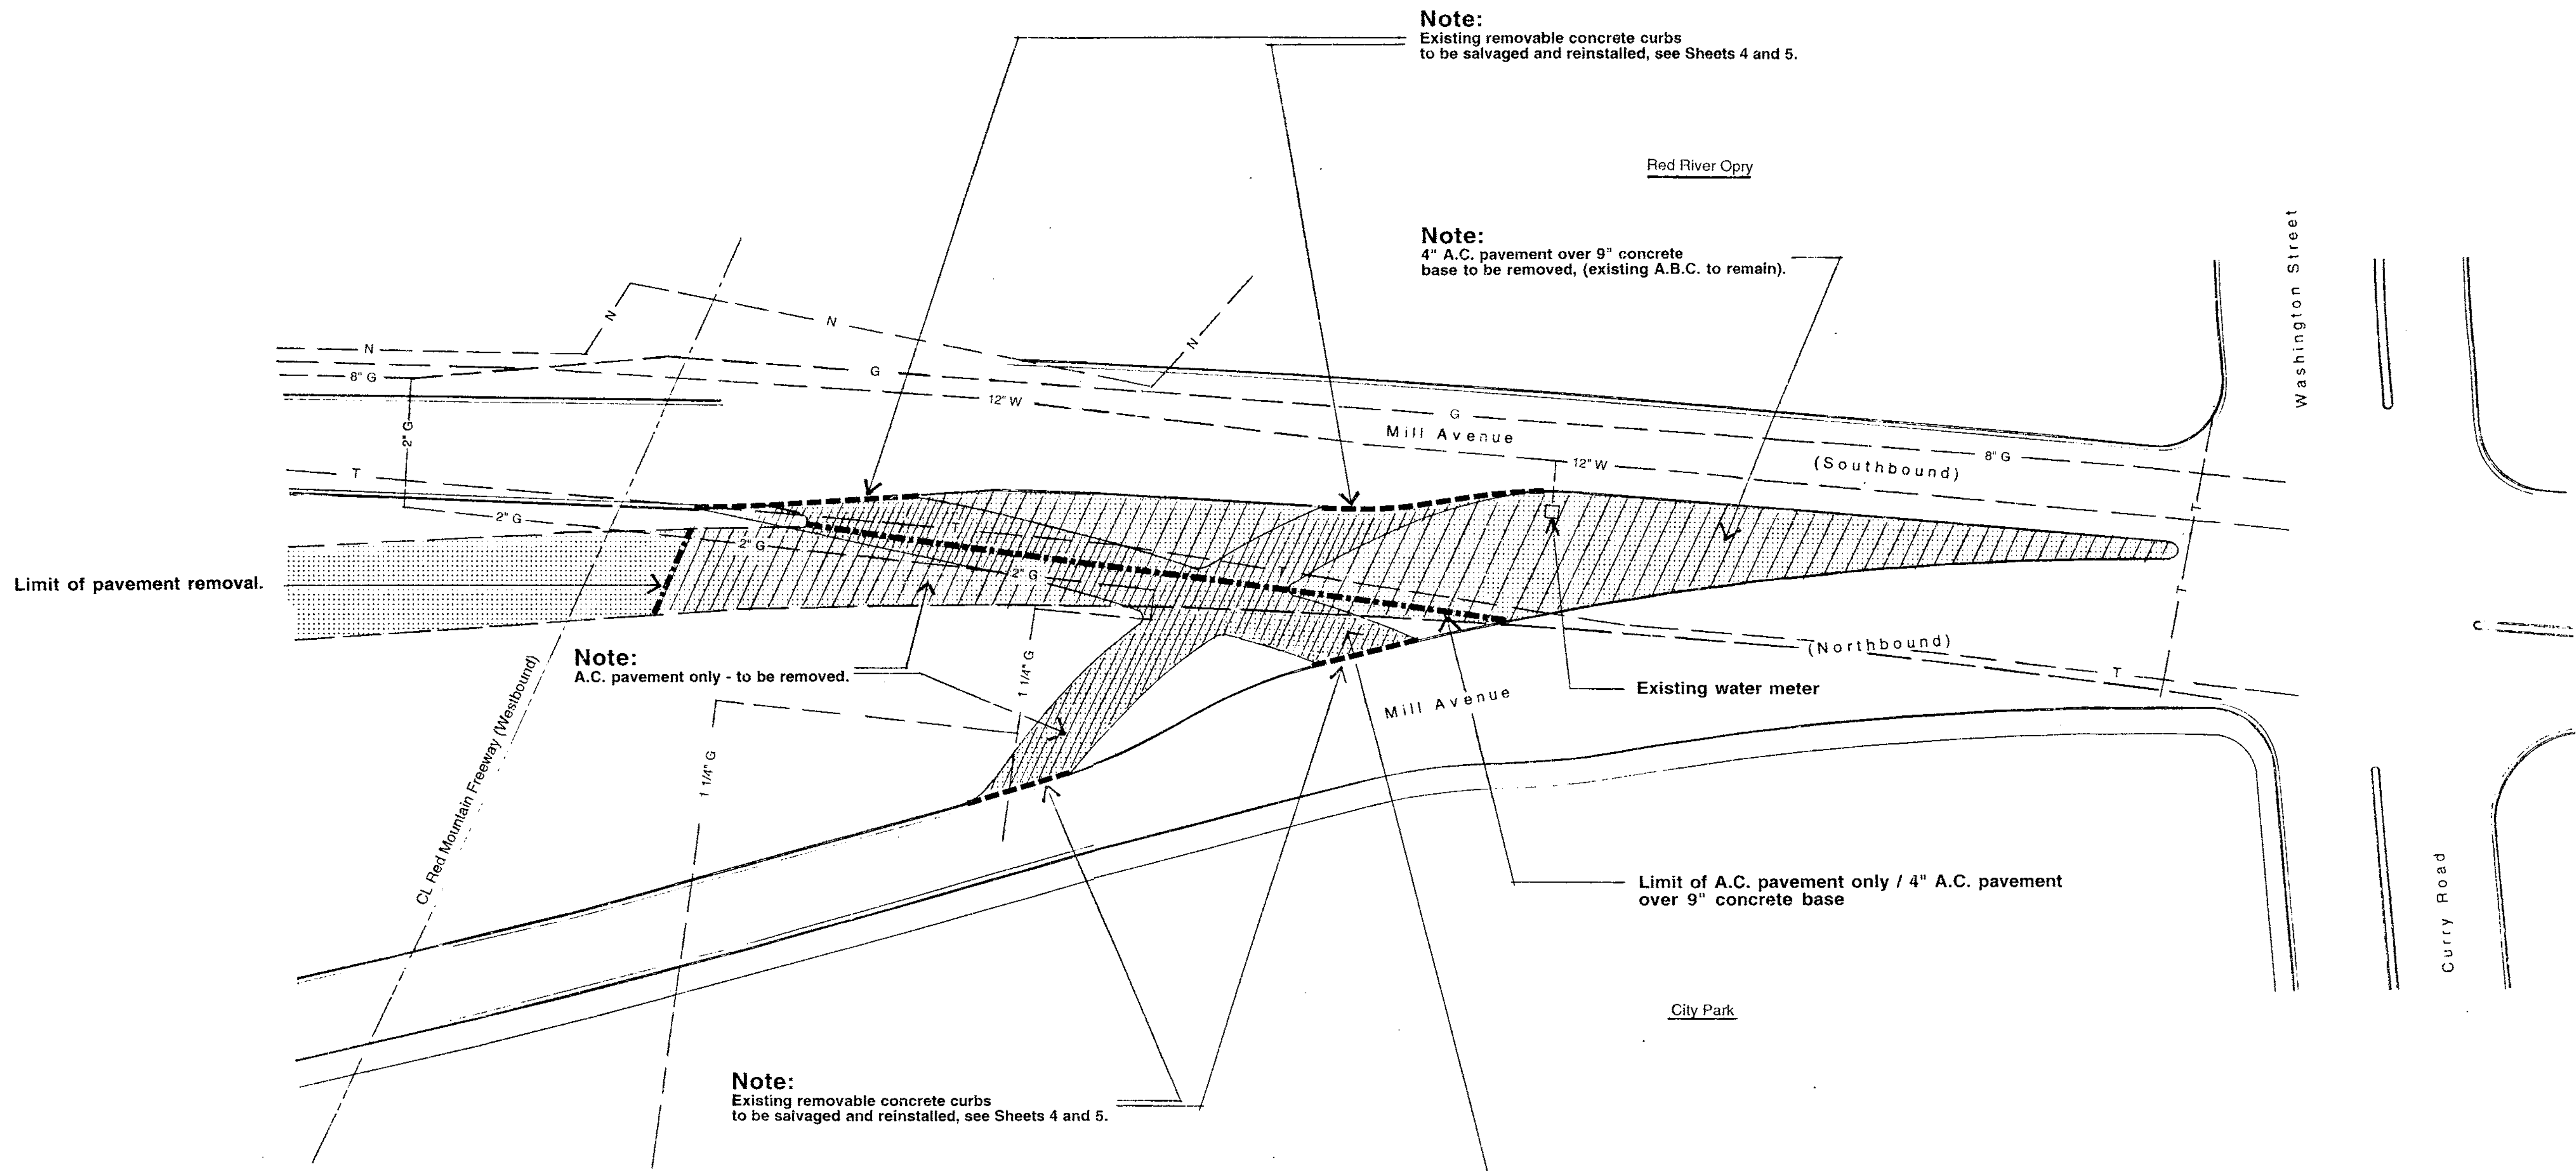 Note:
Existing removable concrete curbs
to be salvaged and reinstalled, see Sheets 4 and 5.
Red River Opry
Note:
4" A.C. pavement over 9" concrete
base to be removed, (existing A.B.C. to remain).
Washington Street
N
N
N
N
8" G
G
12" W
G
Mill Avenue
12" W
(Southbound)
8" G
2" G
T
2" G
T
T
2" G
2" G
T
T
Limit of pavement removal.
Note:
A.C. pavement only - to be removed.
1 1/4" G
1 1/4" G
(Northbound)
T
Existing water meter
Mill Avenue
CL Red Mountain Freeway (Westbound)
Limit of A.C. pavement only / 4" A.C. pavement
over 9" concrete base
Curry Road
City Park
Note:
Existing removable concrete curbs
to be salvaged and reinstalled, see Sheets 4 and 5.